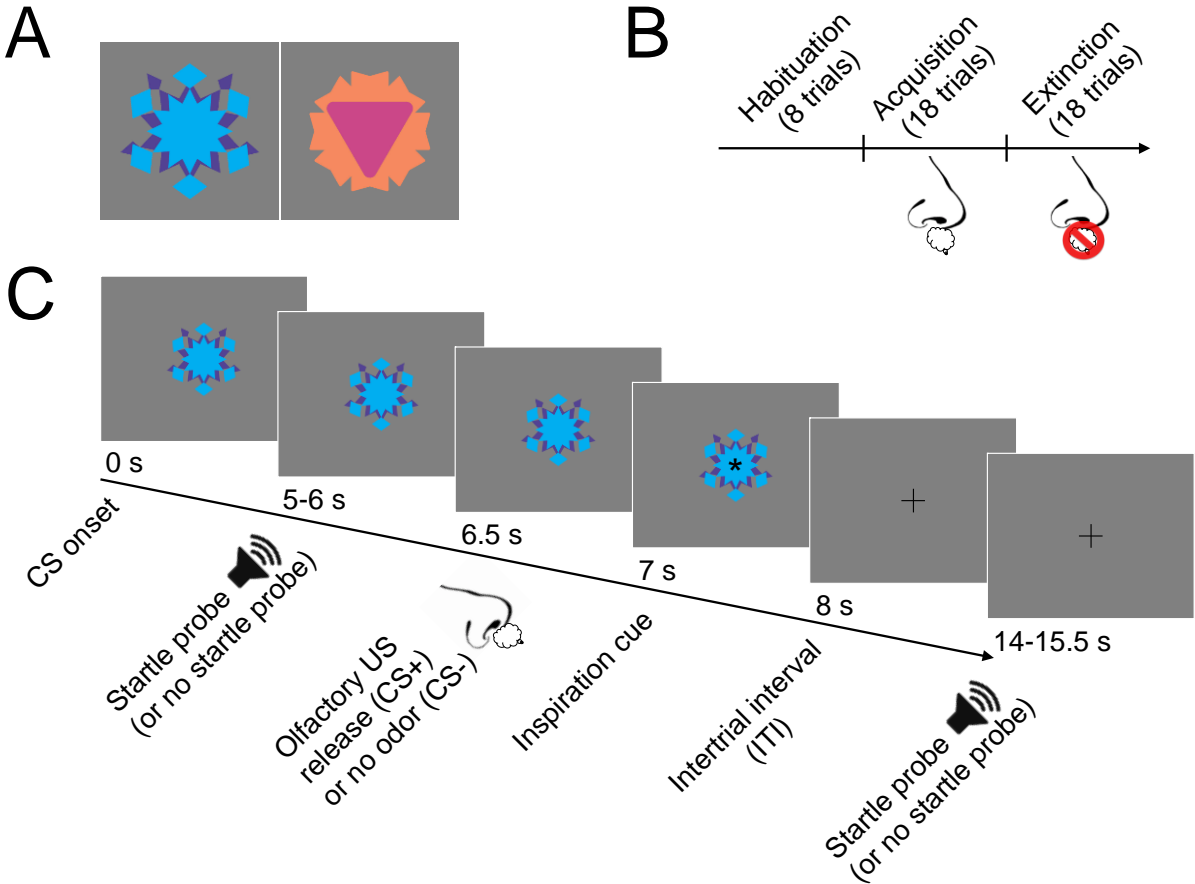 A
B
Habituation
(8 trials)
Acquisition
(18 trials)
Extinction
(18 trials)
C
0 s
5-6 s
6.5 s
*
7 s
8 s
14-15.5 s
CS onset
Startle probe
(or no startle probe)
Olfactory US
release (CS+)
or no odor (CS-)
Inspiration cue
Intertrial interval
(ITI)
Startle probe
(or no startle probe)